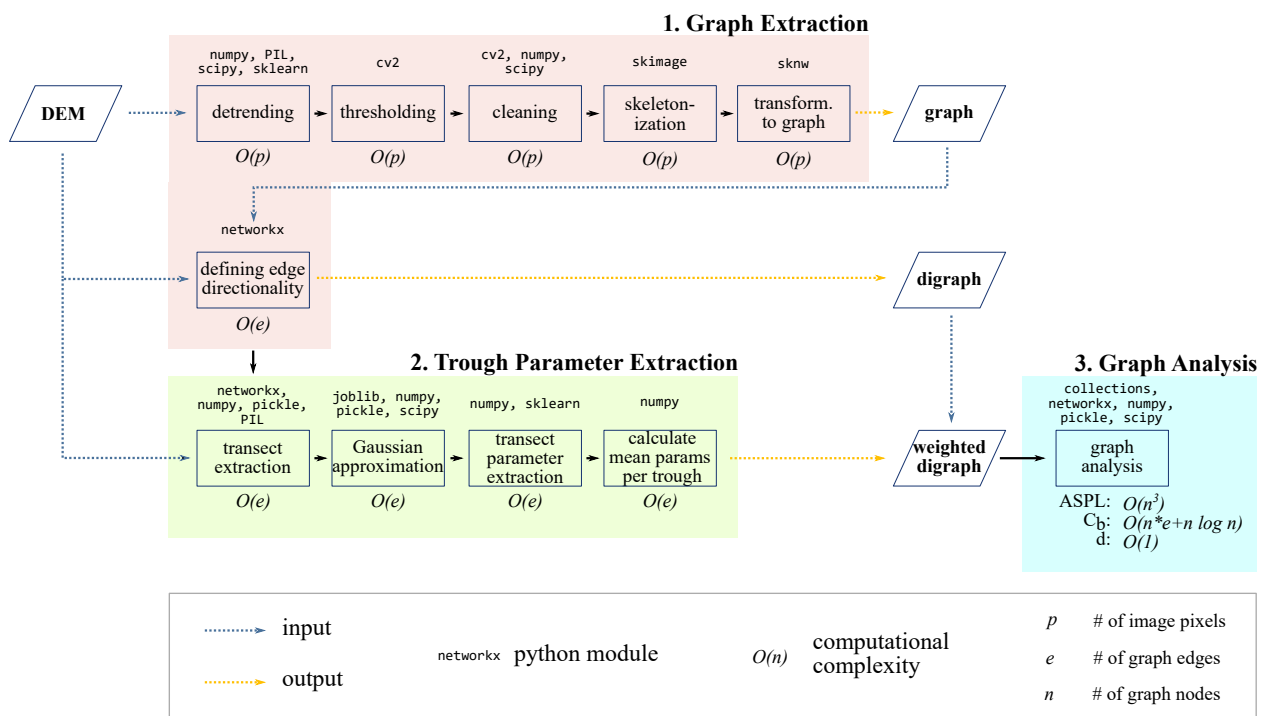 1. Graph Extraction
numpy, PIL,
scipy, sklearn
cv2
cv2, numpy,
scipy
skimage
sknw
DEM
detrending
thresholding
cleaning
skeleton-
ization
transform.
to graph
graph
O(p)
O(p)
O(p)
O(p)
O(p)
networkx
defining edge
directionality
digraph
O(e)
2. Trough Parameter Extraction
3. Graph Analysis
networkx,
numpy, pickle,
PIL
joblib, numpy,
pickle, scipy
numpy, sklearn
numpy
collections,
networkx, numpy,
pickle, scipy
transect
extraction
Gaussian
approximation
transect
parameter
extraction
calculate
mean params
per trough
weighted
digraph
graph
analysis
O(e)
O(e)
O(e)
O(e)
ASPL: O(n³)
Cb: O(n*e+n log n)
d: O(1)
input
output
networkx python module
O(n) computational
complexity
p # of image pixels
e # of graph edges
n # of graph nodes